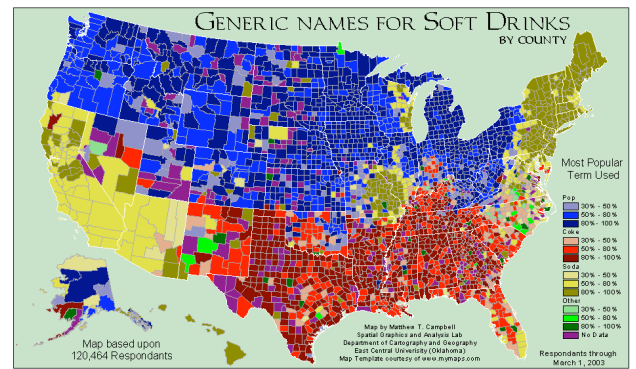 GENERIC NAMES FOR SOFT DRINKS
BY COUNTY
Most Popular
Term Used
Pop
30% - 50%
50% - 80%
80% - 100%
Coke
30% - 50%
50% - 80%
80% - 100%
Soda
30% - 50%
50% - 80%
80% - 100%
Other
30% - 50%
50% - 80%
80% - 100%
No Data
Map based upon
120,464 Respondants
Map by Matthew T. Campbell
Spatial Graphics and Analysis Lab
Department of Cartography and Geography
East Central Univerisity (Oklahoma)
Map Template courtesy of www.mymaps.com
Respondents through
March 1, 2003